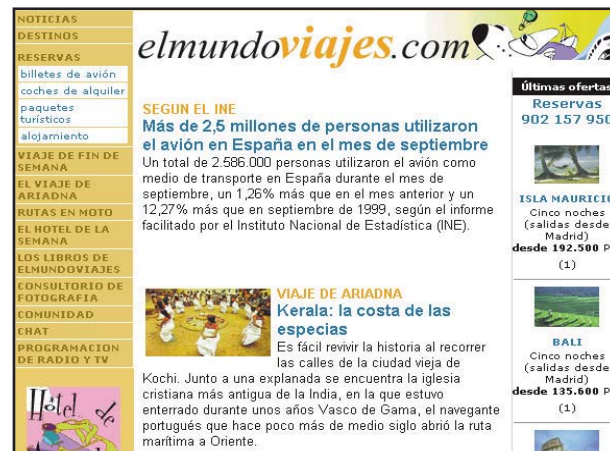 NOTICIAS
DESTINOS
RESERVAS
billetes de avión
coches de alquiler
paquetes
turísticos
alojamiento
VIAJE DE FIN DE
SEMANA
EL VIAJE DE
ARIADNA
RUTAS EN MOTO
EL HOTEL DE LA
SEMANA
LOS LIBROS DE
ELMUNDOVIAJES
CONSULTORIO DE
FOTOGRAFIA
COMUNIDAD
CHAT
PROGRAMACION
DE RADIO Y TV
Hotel de
elmundoviajes.com
SEGUN EL INE
Más de 2,5 millones de personas utilizaron
el avión en España en el mes de septiembre
Un total de 2.586.000 personas utilizaron el avión como
medio de transporte en España durante el mes de
septiembre, un 1,26% más que en el mes anterior y un
12,27% más que en septiembre de 1999, según el informe
facilitado por el Instituto Nacional de Estadística (INE).
VIAJE DE ARIADNA
Kerala: la costa de las
especias
Es fácil revivir la historia al recorrer
las calles de la ciudad vieja de
Kochi. Junto a una explanada se encuentra la iglesia
cristiana más antigua de la India, en la que estuvo
enterrado durante unos años Vasco de Gama, el navegante
portugués que hace poco más de medio siglo abrió la ruta
marítima a Oriente.
Últimas ofertas
Reservas
902 157 950
ISLA MAURICIO
Cinco noches
(salidas desde
Madrid)
desde 192.500 P
(1)
BALI
Cinco noches
(salidas desde
Madrid)
desde 135.600 P
(1)